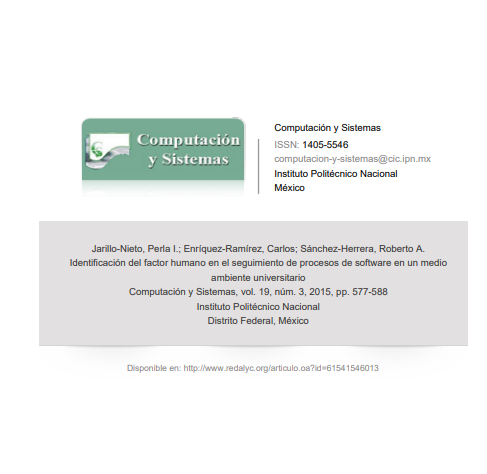 Computación
y Sistemas
Computación y Sistemas
ISSN: 1405-5546
computacion-y-sistemas@cic.ipn.mx
Instituto Politécnico Nacional
México
Jarillo-Nieto, Perla I.; Enríquez-Ramírez, Carlos; Sánchez-Herrera, Roberto A.
Identificación del factor humano en el seguimiento de procesos de software en un medio
ambiente universitario
Computación y Sistemas, vol. 19, núm. 3, 2015, pp. 577-588
Instituto Politécnico Nacional
Distrito Federal, México
Disponible en: http://www.redalyc.org/articulo.oa?id=61541546013